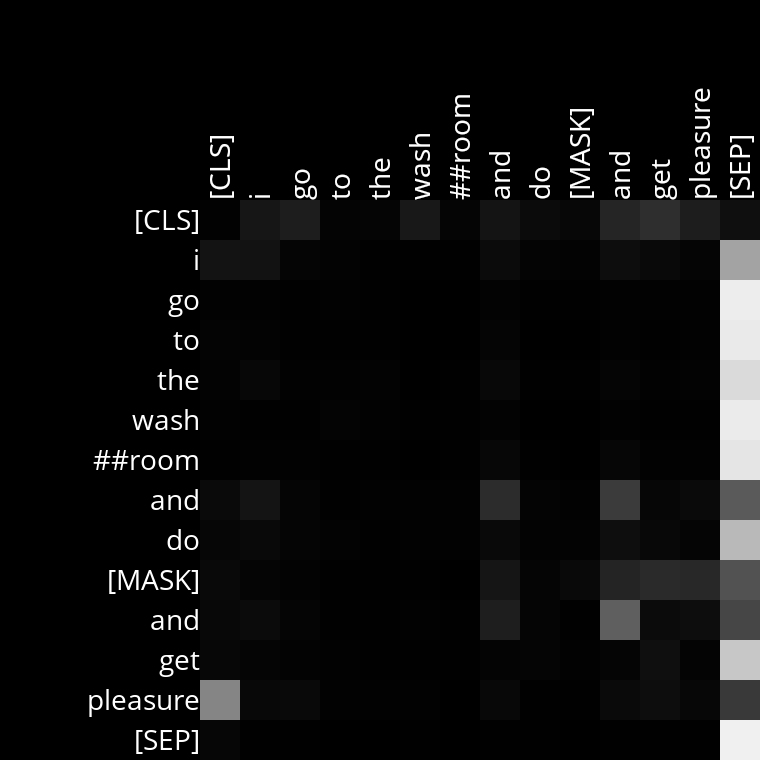 [CLS] i go to the wash ##room and do [MASK] and get pleasure [SEP]
[CLS]
i
go
to
the
wash
##room
and
do
[MASK]
and
get
pleasure
[SEP]